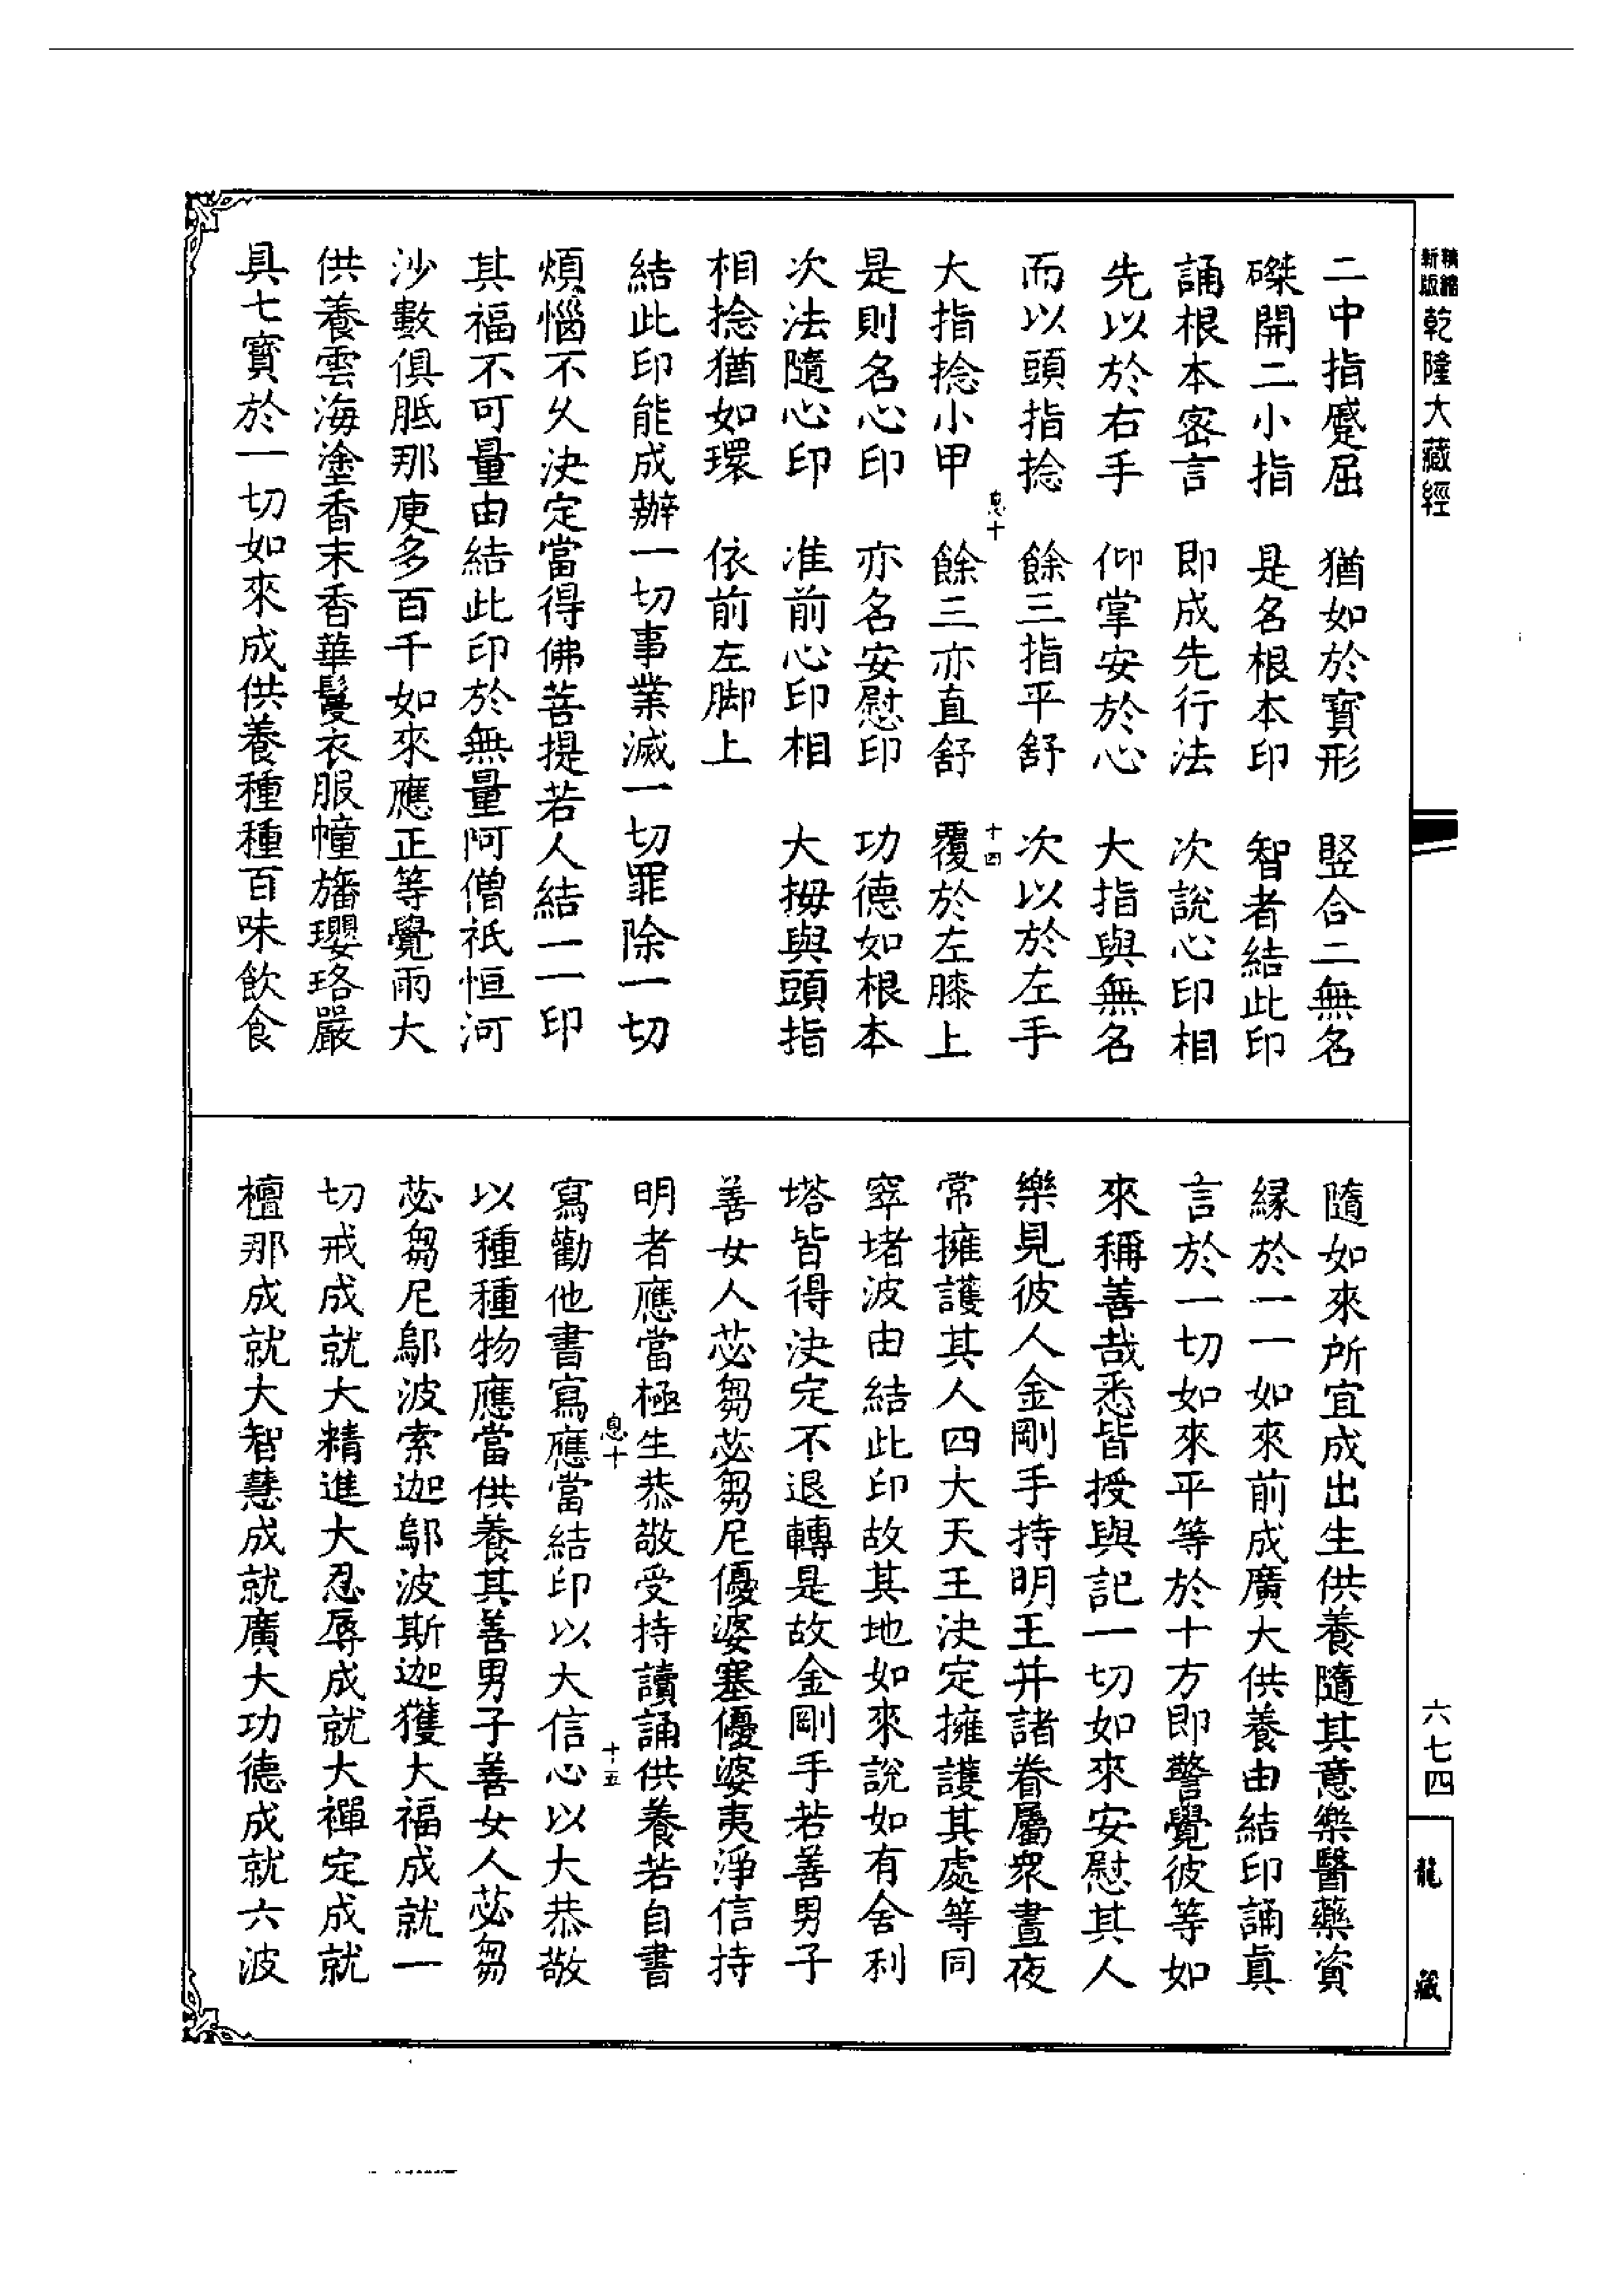 精縮新版乾隆大藏經
二中指蹙屈　猶如於寶形　竪合二無名
磔開二小指　是名根本印　智者結此印
誦根本密言　即成先行法　次說心印相
先以於右手　仰掌安於心　大指與無名
而以頭指捻　餘三指平舒　次以於左手
息十　十四
大指捻小甲　餘三亦直舒　覆於左膝上
是則名心印　亦名安慰印　功德如根本
次法隨心印　准前心印相　大拇與頭指
相捻猶如環　依前左脚上
結此印能成辦一切事業滅一切罪除一切
煩惱不久決定當得佛菩提若人結一一印
其福不可量由結此印於無量阿僧祇恒河
沙數俱胝那庾多百千如來應正等覺雨大
供養雲海塗香末香華鬘衣服幢旛瓔珞嚴
具七寶於一切如來成供養種種百味飲食
隨如來所宜成出生供養隨其意樂醫藥資
緣於一一如來前成廣大供養由結印誦真
言於一切如來平等於十方即警覺彼等如
來稱善哉悉皆授與記一切如來安慰其人
樂見彼人金剛手持明王并諸眷屬眾晝夜
常擁護其人四大天王決定擁護其處等同
窣堵波由結此印故其地如來說如有舍利
塔皆得決定不退轉是故金剛手若善男子
善女人苾芻苾芻尼優婆塞優婆夷淨信持
明者應當極生恭敬受持讀誦供養若自書
息十　十五
寫勸他書寫應當結印以大信心以大恭敬
以種種物應當供養其善男子善女人苾芻
苾芻尼鄔波索迦鄔波斯迦獲大福成就一
切戒成就大精進大忍辱成就大禪定成就
檀那成就大智慧成就廣大功德成就六波
六七四
龍藏